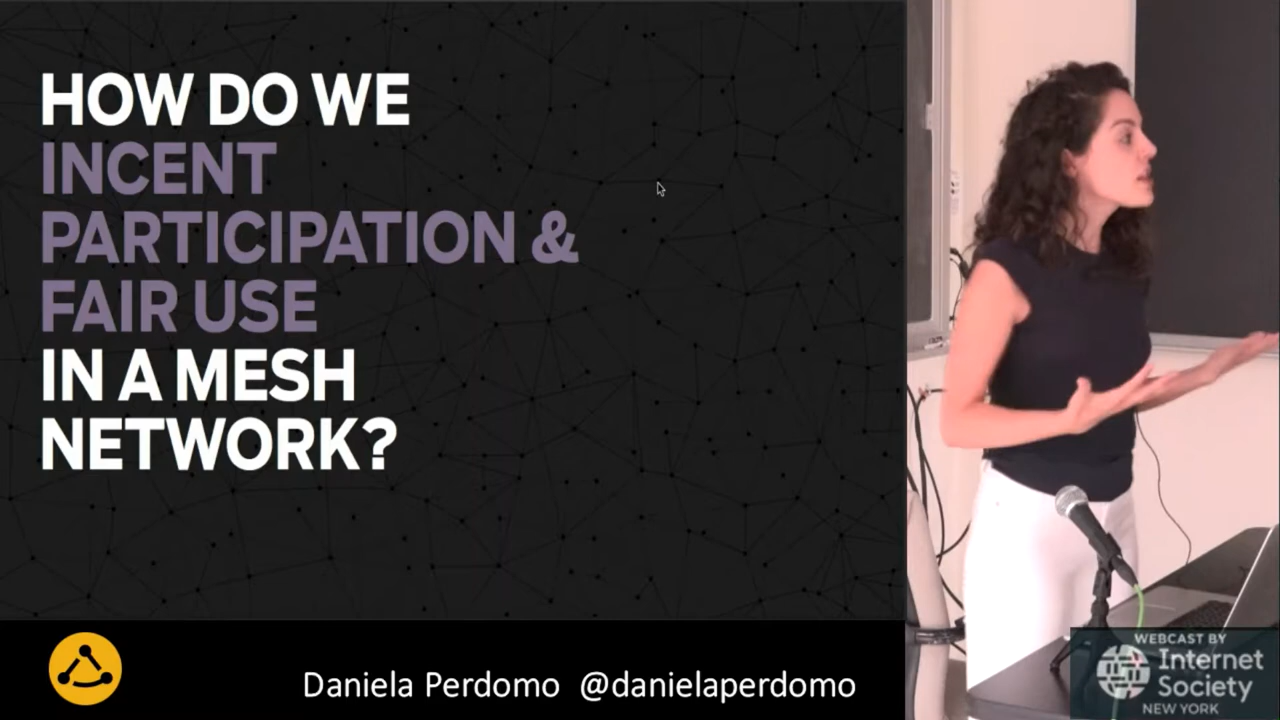 HOW DO WE
INCENT
PARTICIPATION &
FAIR USE
IN A MESH
NETWORK?
Daniela Perdomo @danielaperdomo
WEBCAST BY
Internet
Society
NEW YORK